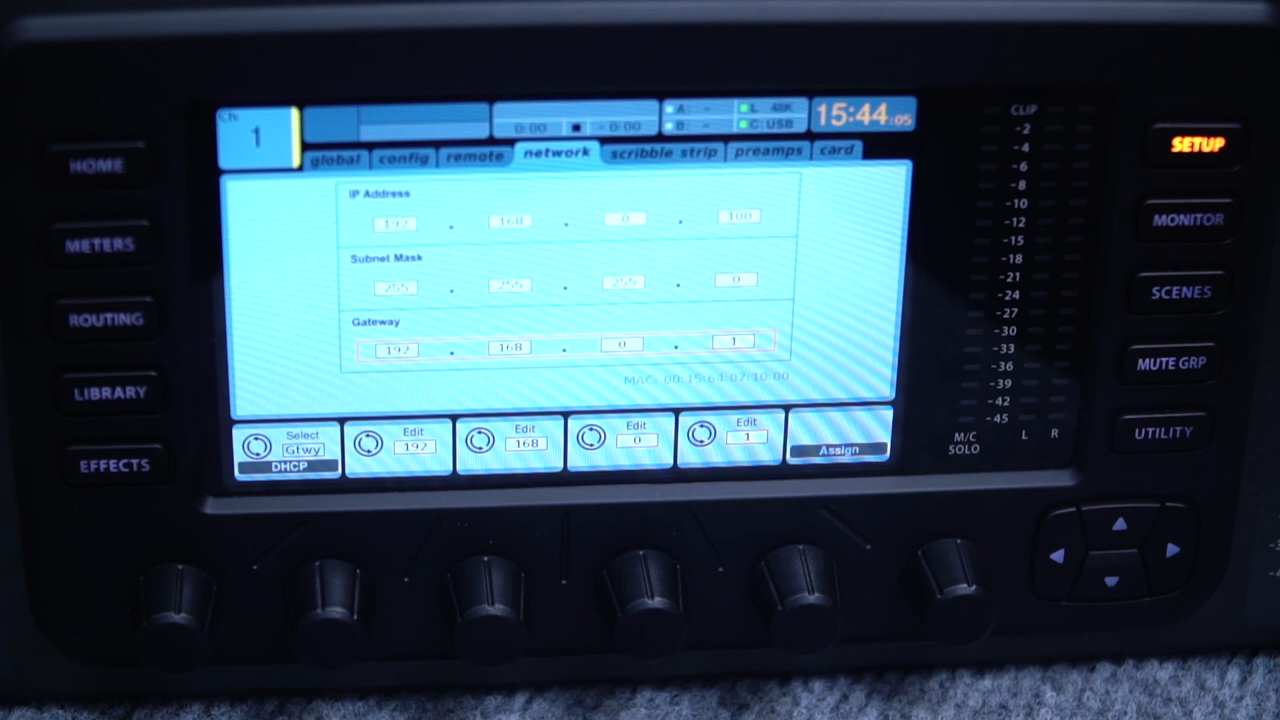 HOME
METERS
ROUTING
LIBRARY
EFFECTS
Ch
1
0:00 - 0:00
A: - L 48K
B: - C: USB
15:44:05
global config remote network scribble strip preamps card
IP Address
192 . 168 . 0 . 100
Subnet Mask
255 . 255 . 255 . 0
Gateway
192 . 168 . 0 . 1
MAC: 00:15:64:07:10:00
Select Edit Edit Edit Edit
Gtwy 192 168 0 1
DHCP Assign
CLIP
-2
-4
-6
-8
-10
-12
-15
-18
-21
-24
-27
-30
-33
-36
-39
-42
-45
M/C L R
SOLO
SETUP
MONITOR
SCENES
MUTE GRP
UTILITY